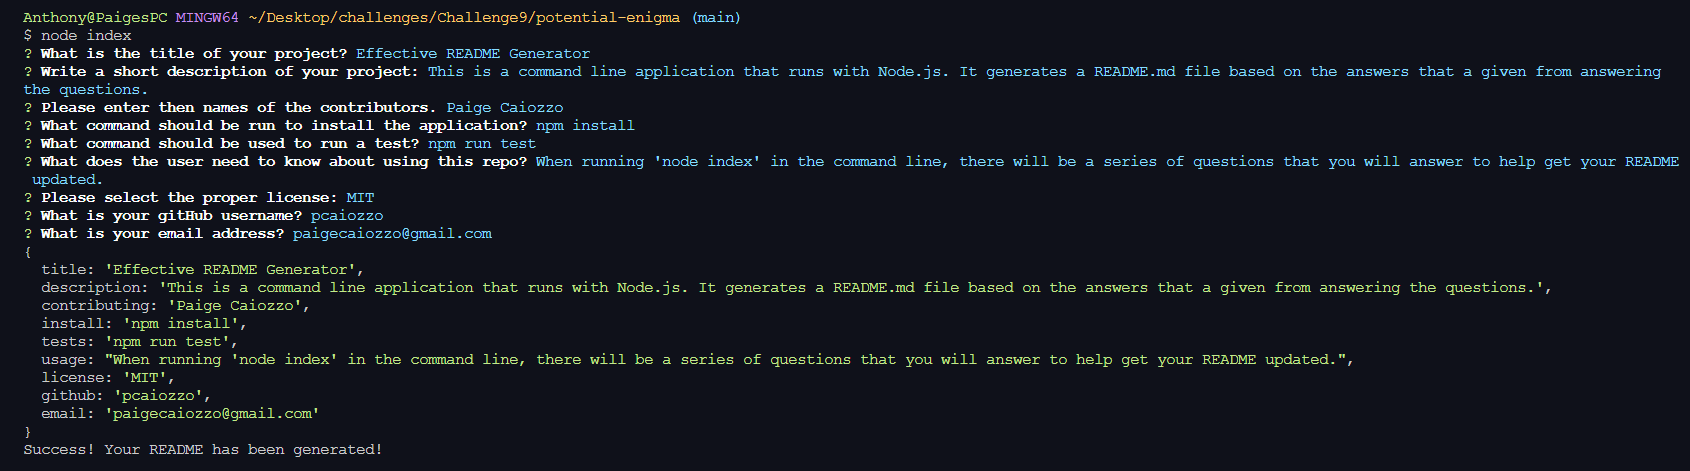 Anthony@PaigesPC MINGW64 ~/Desktop/challenges/Challenge9/potential-enigma (main)
$ node index
? What is the title of your project? Effective README Generator
? Write a short description of your project: This is a command line application that runs with Node.js. It generates a README.md file based on the answers that a given from answering
the questions.
? Please enter then names of the contributors. Paige Caiozzo
? What command should be run to install the application? npm install
? What command should be used to run a test? npm run test
? What does the user need to know about using this repo? When running 'node index' in the command line, there will be a series of questions that you will answer to help get your README
updated.
? Please select the proper license: MIT
? What is your gitHub username? pcaiozzo
? What is your email address? paigecaiozzo@gmail.com
{
  title: 'Effective README Generator',
  description: 'This is a command line application that runs with Node.js. It generates a README.md file based on the answers that a given from answering the questions.',
  contributing: 'Paige Caiozzo',
  install: 'npm install',
  tests: 'npm run test',
  usage: "When running 'node index' in the command line, there will be a series of questions that you will answer to help get your README updated.",
  license: 'MIT',
  github: 'pcaiozzo',
  email: 'paigecaiozzo@gmail.com'
}
Success! Your README has been generated!